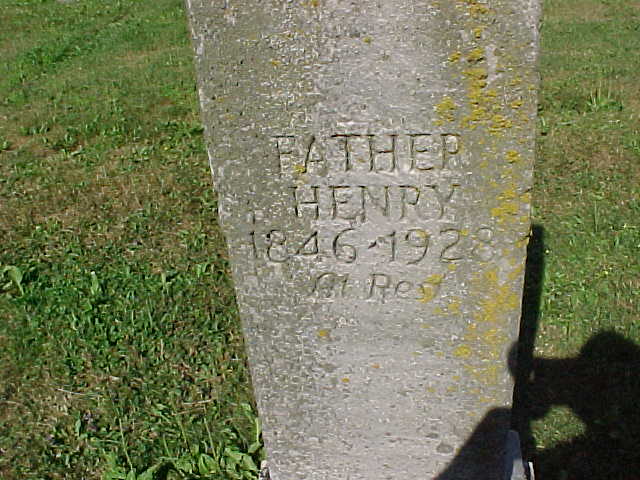 FATHER
HENRY
1846-1928
At Rest